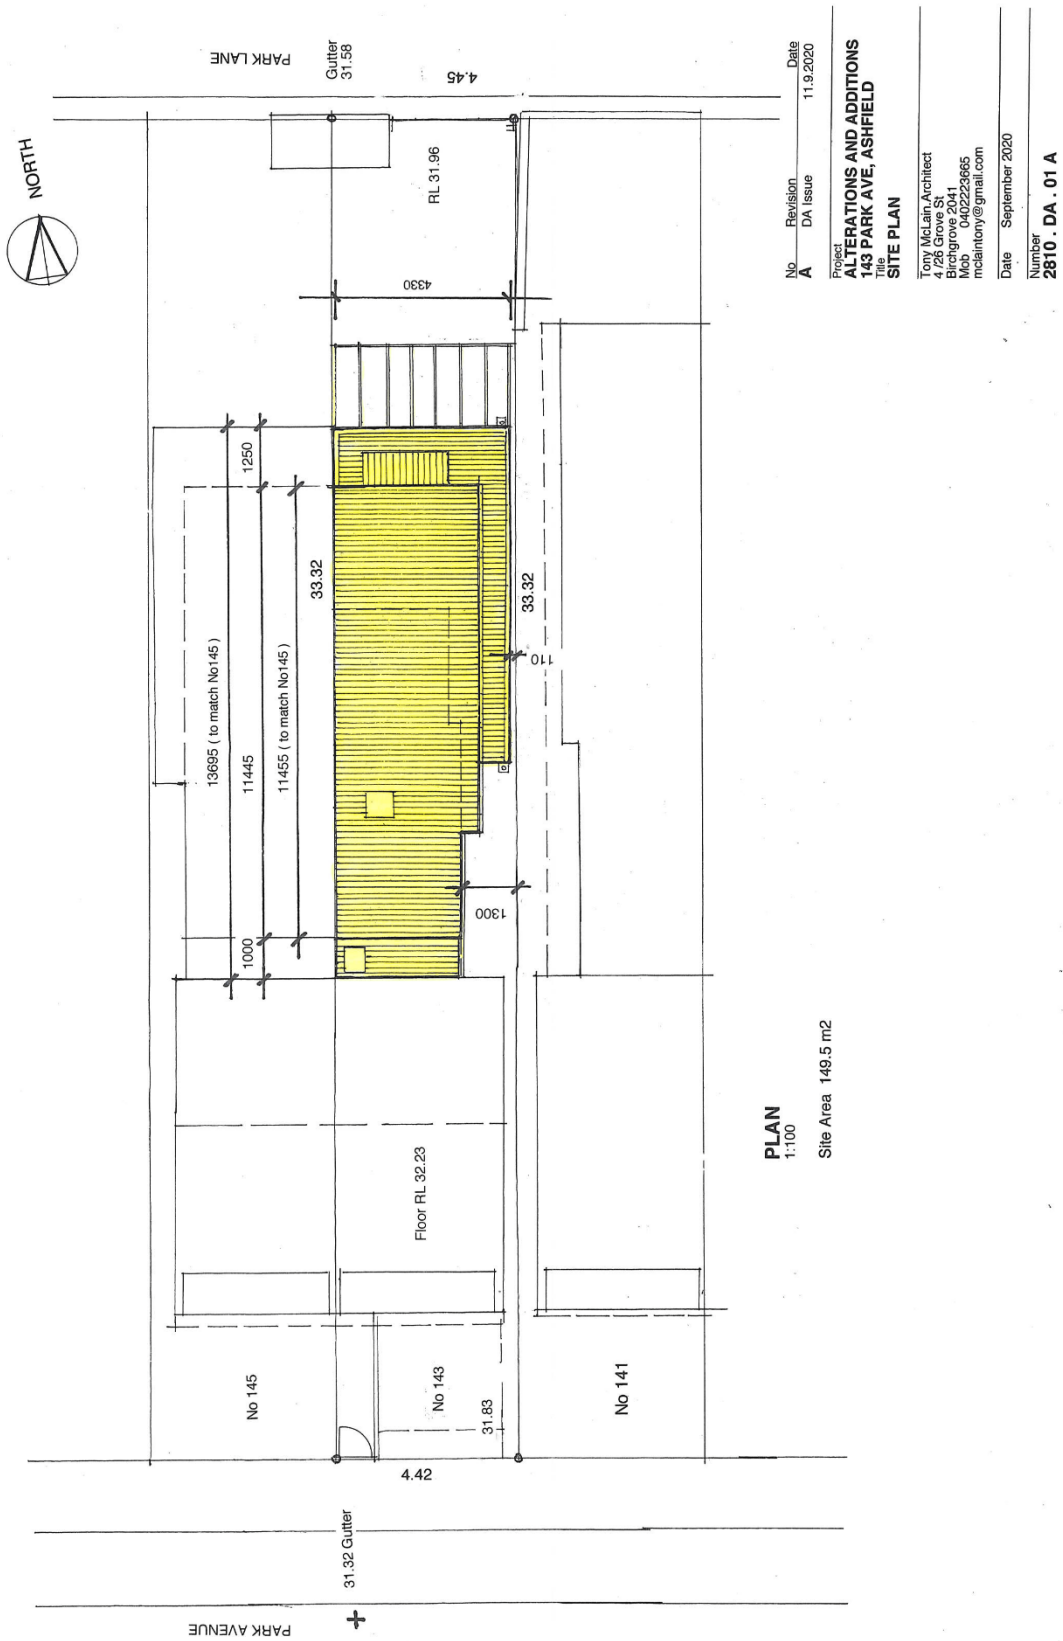 NORTH
PARK LANE
Gutter
31.58
4.45
RL 31.96
4330
1250
13695 ( to match No145 )
11445
11455 ( to match No145 )
1000
33.32
33.32
110
1300
Floor RL 32.23
No 145
No 143
31.83
No 141
4.42
31.32 Gutter
PARK AVENUE
PLAN
1:100
Site Area 149.5 m2
No Revision Date
A DA Issue 11.9.2020
Project
ALTERATIONS AND ADDITIONS
143 PARK AVE, ASHFIELD
Title
SITE PLAN
Tony McLain.Architect
4 /26 Grove St
Birchgrove 2041
Mob 0402223665
mclaintony@gmail.com
Date September 2020
Number
2810 . DA . 01 A